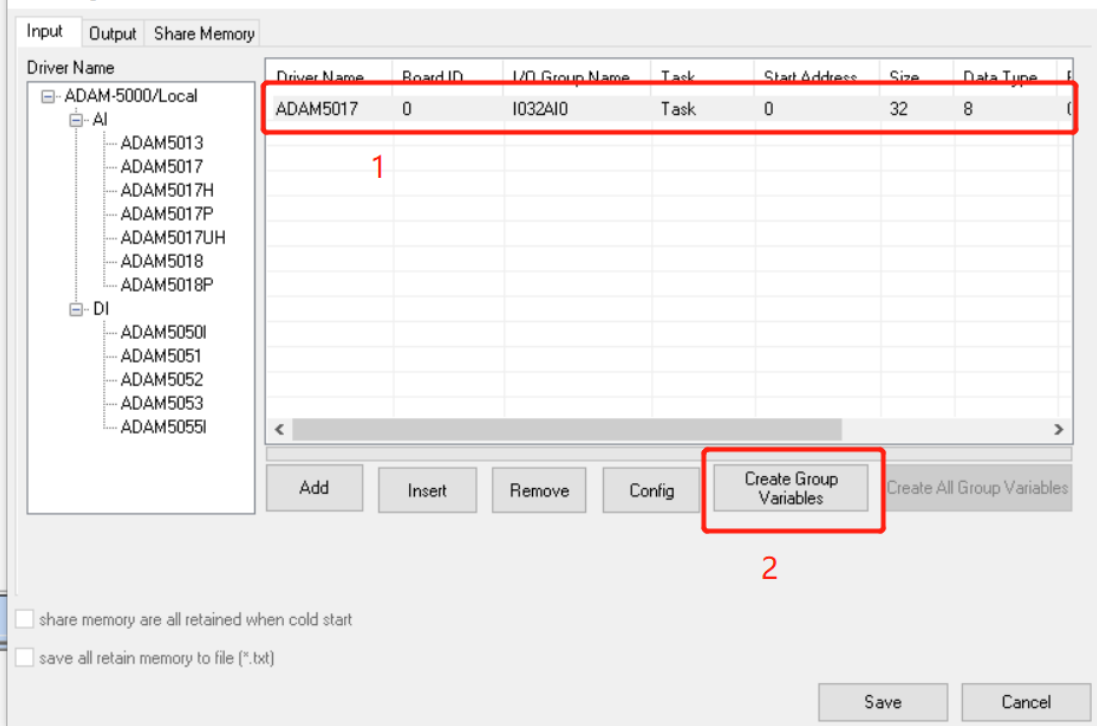 Input Output Share Memory
Driver Name
ADAM-5000/Local
AI
ADAM5013
ADAM5017
ADAM5017H
ADAM5017P
ADAM5017UH
ADAM5018
ADAM5018P
DI
ADAM5050I
ADAM5051
ADAM5052
ADAM5053
ADAM5055I
Driver Name Board ID I/O Group Name Task Start Address Size Data Type
ADAM5017 0 I032AI0 Task 0 32 8
1
Add Insert Remove Config Create Group Variables Create All Group Variables
2
share memory are all retained when cold start
save all retain memory to file (*.txt)
Save Cancel